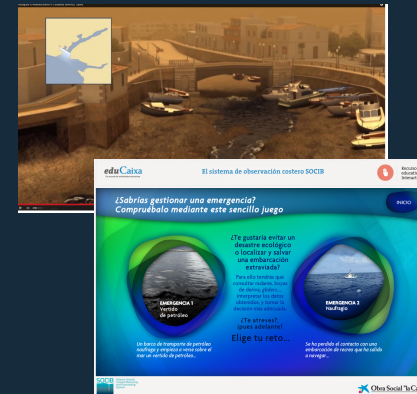 eduCaixa
El sistema de observación costero SOCIB
Recurso
educativo
Interactivo
¿Sabrías gestionar una emergencia?
Compruébalo mediante este sencillo juego
INICIO
¿Te gustaría evitar un
desastre ecológico
o localizar y salvar
una embarcación
extraviada?
Para ello tendrás que
consultar radares, boyas
de deriva, gliders...
interpretar los datos
obtenidos y tomar la
decisión más adecuada.
¿Te atreves?,
¡pues adelante!
Elige tu reto...
EMERGENCIA 1
Vertido
de petróleo
EMERGENCIA 2
Naufragio
Un barco de transporte de petróleo
naufraga y empieza a verse sobre el
mar un vertido de petróleo...
Se ha perdido el contacto con una
embarcación de recreo que ha salido
a navegar...
SOCIB
Obra Social "la Ca